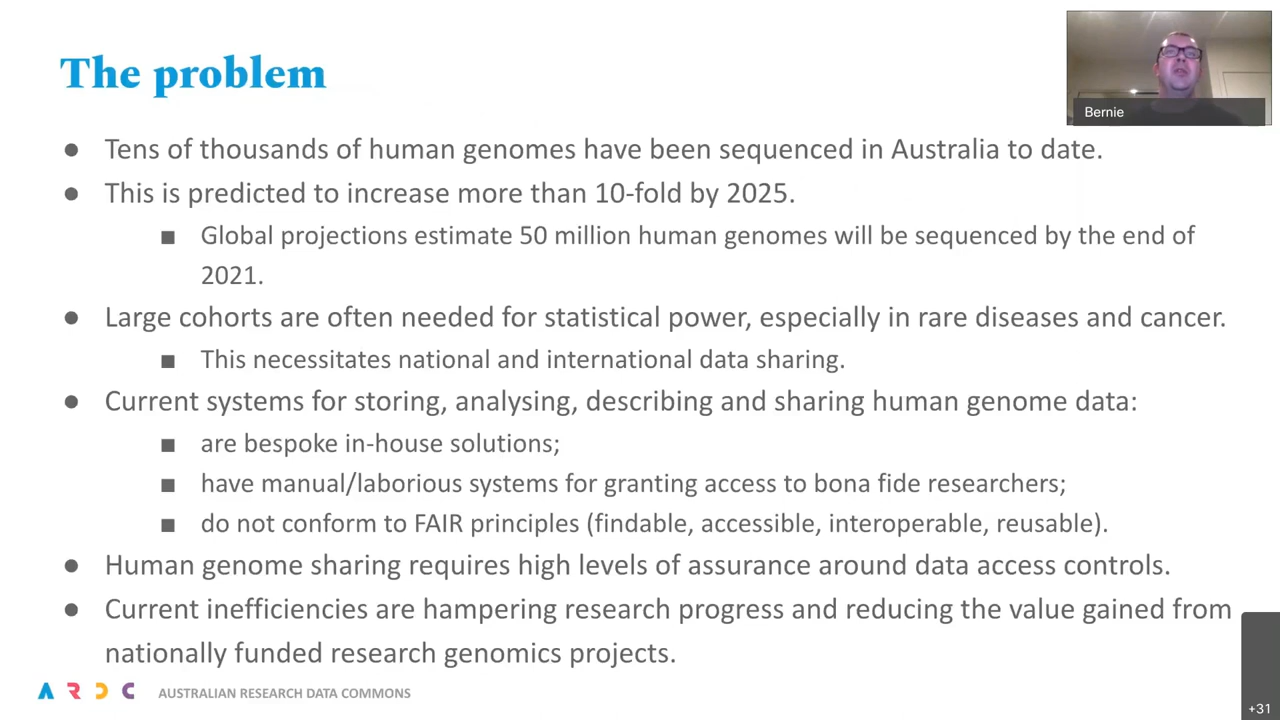 The problem
Bernie
● Tens of thousands of human genomes have been sequenced in Australia to date.
● This is predicted to increase more than 10-fold by 2025.
■ Global projections estimate 50 million human genomes will be sequenced by the end of
2021.
● Large cohorts are often needed for statistical power, especially in rare diseases and cancer.
■ This necessitates national and international data sharing.
● Current systems for storing, analysing, describing and sharing human genome data:
■ are bespoke in-house solutions;
■ have manual/laborious systems for granting access to bona fide researchers;
■ do not conform to FAIR principles (findable, accessible, interoperable, reusable).
● Human genome sharing requires high levels of assurance around data access controls.
● Current inefficiencies are hampering research progress and reducing the value gained from
nationally funded research genomics projects.
ARDC AUSTRALIAN RESEARCH DATA COMMONS
+31